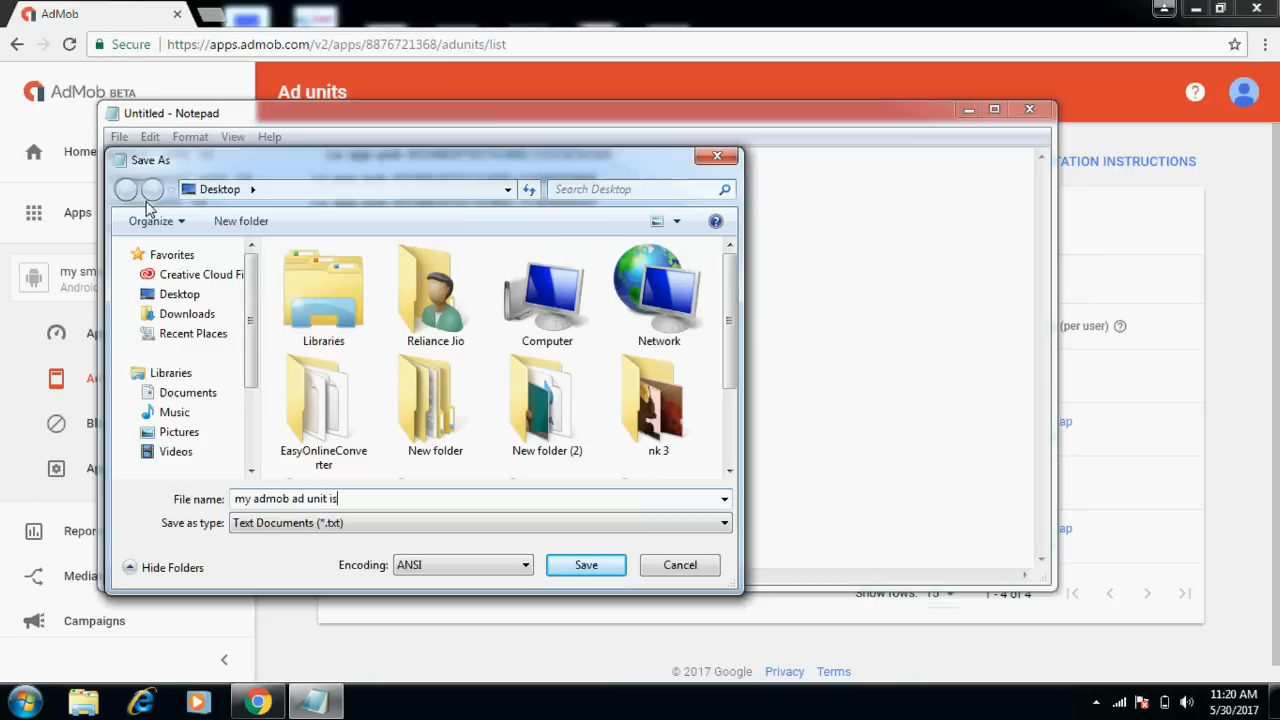 AdMob
Secure
https://apps.admob.com/v2/apps/8876721368/adunits/list
AdMob BETA
Ad units
Untitled - Notepad
File Edit Format View Help
Save As
Home
TATION INSTRUCTIONS
Desktop
Search Desktop
Apps
Organize
New folder
Favorites
Creative Cloud Fi
Desktop
Downloads
Recent Places
Libraries
Documents
Music
Pictures
Videos
Libraries
Reliance Jio
Computer
Network
EasyOnlineConve
rter
New folder
New folder (2)
nk 3
my sm
Android
(per user)
Ap
A
ap
Bl
Ap
ap
File name: my admob ad unit is
Save as type: Text Documents (*.txt)
Hide Folders
Encoding: ANSI
Save
Cancel
Repor
Media
Campaigns
Show rows: 15
1 - 4 of 4
© 2017 Google Privacy Terms
11:20 AM
5/30/2017